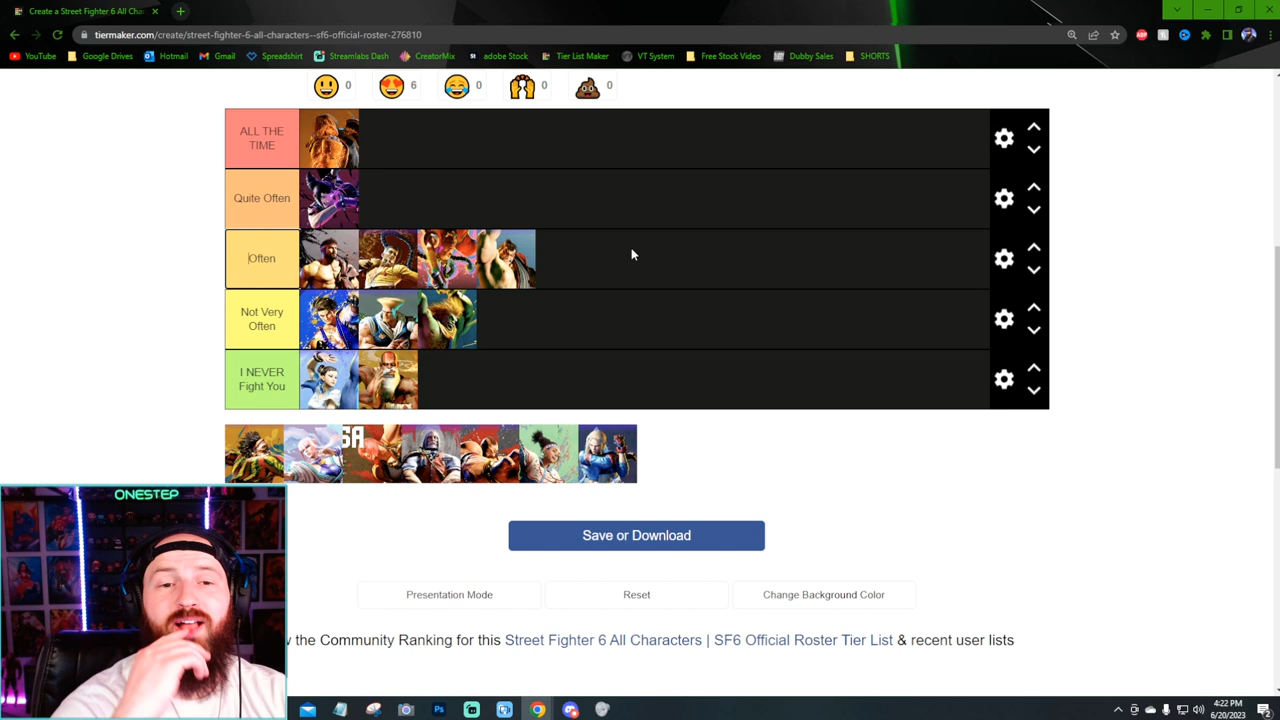 Create a Street Fighter 6 All Char
tiermaker.com/create/street-fighter-6-all-characters--sf6-official-roster-276810
YouTube
Google Drives
Hotmail
Gmail
Spreadshirt
Streamlabs Dash
CreatorMix
adobe Stock
Tier List Maker
VT System
Free Stock Video
Dubby Sales
SHORTS
0
6
0
0
0
ALL THE
TIME
Quite Often
Often
Not Very
Often
I NEVER
Fight You
SA
ONESTEP
Save or Download
Presentation Mode
Reset
Change Background Color
w the Community Ranking for this Street Fighter 6 All Characters | SF6 Official Roster Tier List & recent user lists
4:22 PM
6/20/2023